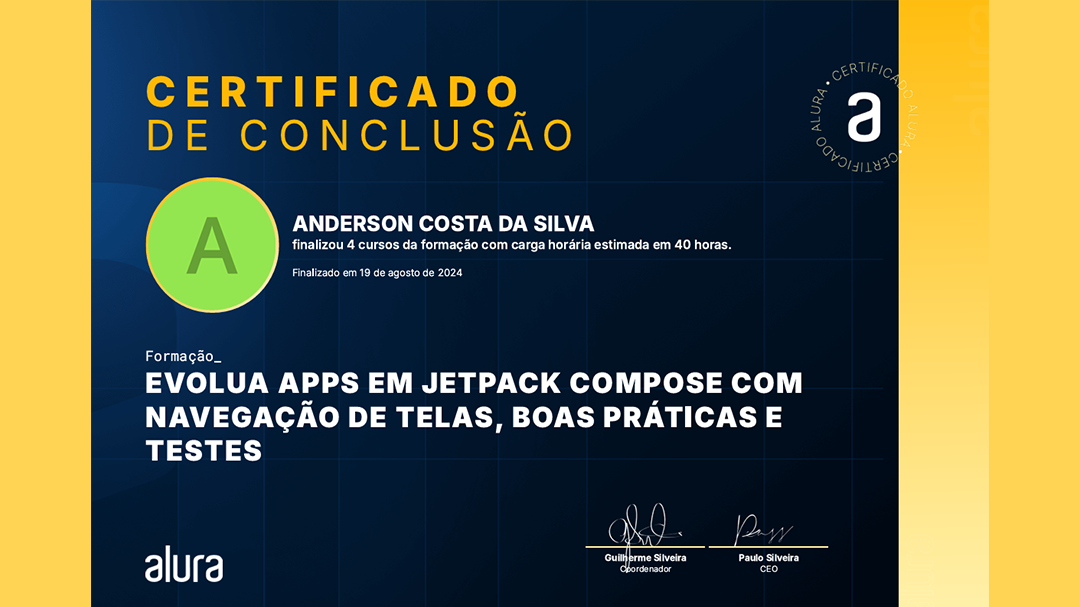 CERTIFICADO
DE CONCLUSÃO
CERTIFICADO ALURA • CERTIFICADO ALURA •
a
A
ANDERSON COSTA DA SILVA
finalizou 4 cursos da formação com carga horária estimada em 40 horas.
Finalizado em 19 de agosto de 2024
Formação_
EVOLUA APPS EM JETPACK COMPOSE COM
NAVEGAÇÃO DE TELAS, BOAS PRÁTICAS E
TESTES
alura
Guilherme Silveira
Coordenador
Paulo Silveira
CEO